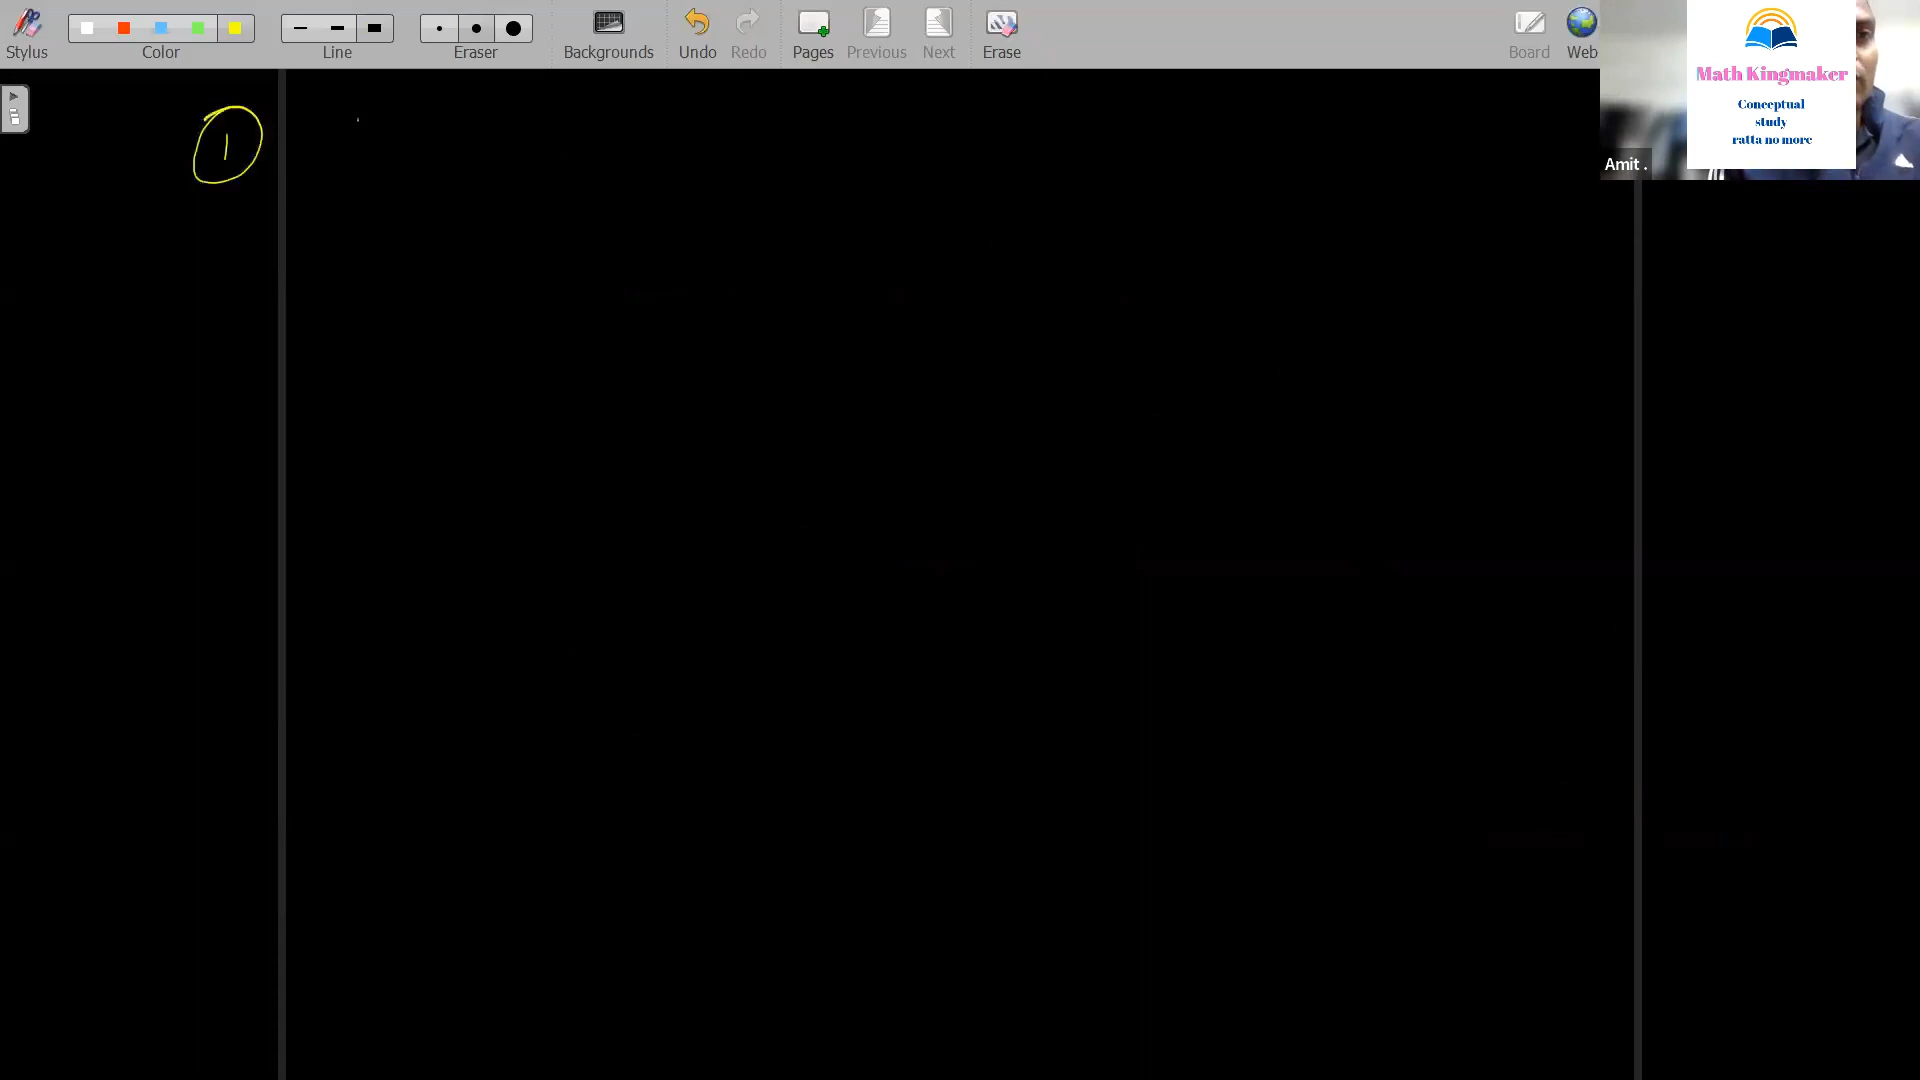 Stylus
Color
Line
Eraser
Backgrounds
Undo
Redo
Pages
Previous
Next
Erase
Board
Web
Math Kingmaker
Conceptual
study
ratta no more
Amit .
1